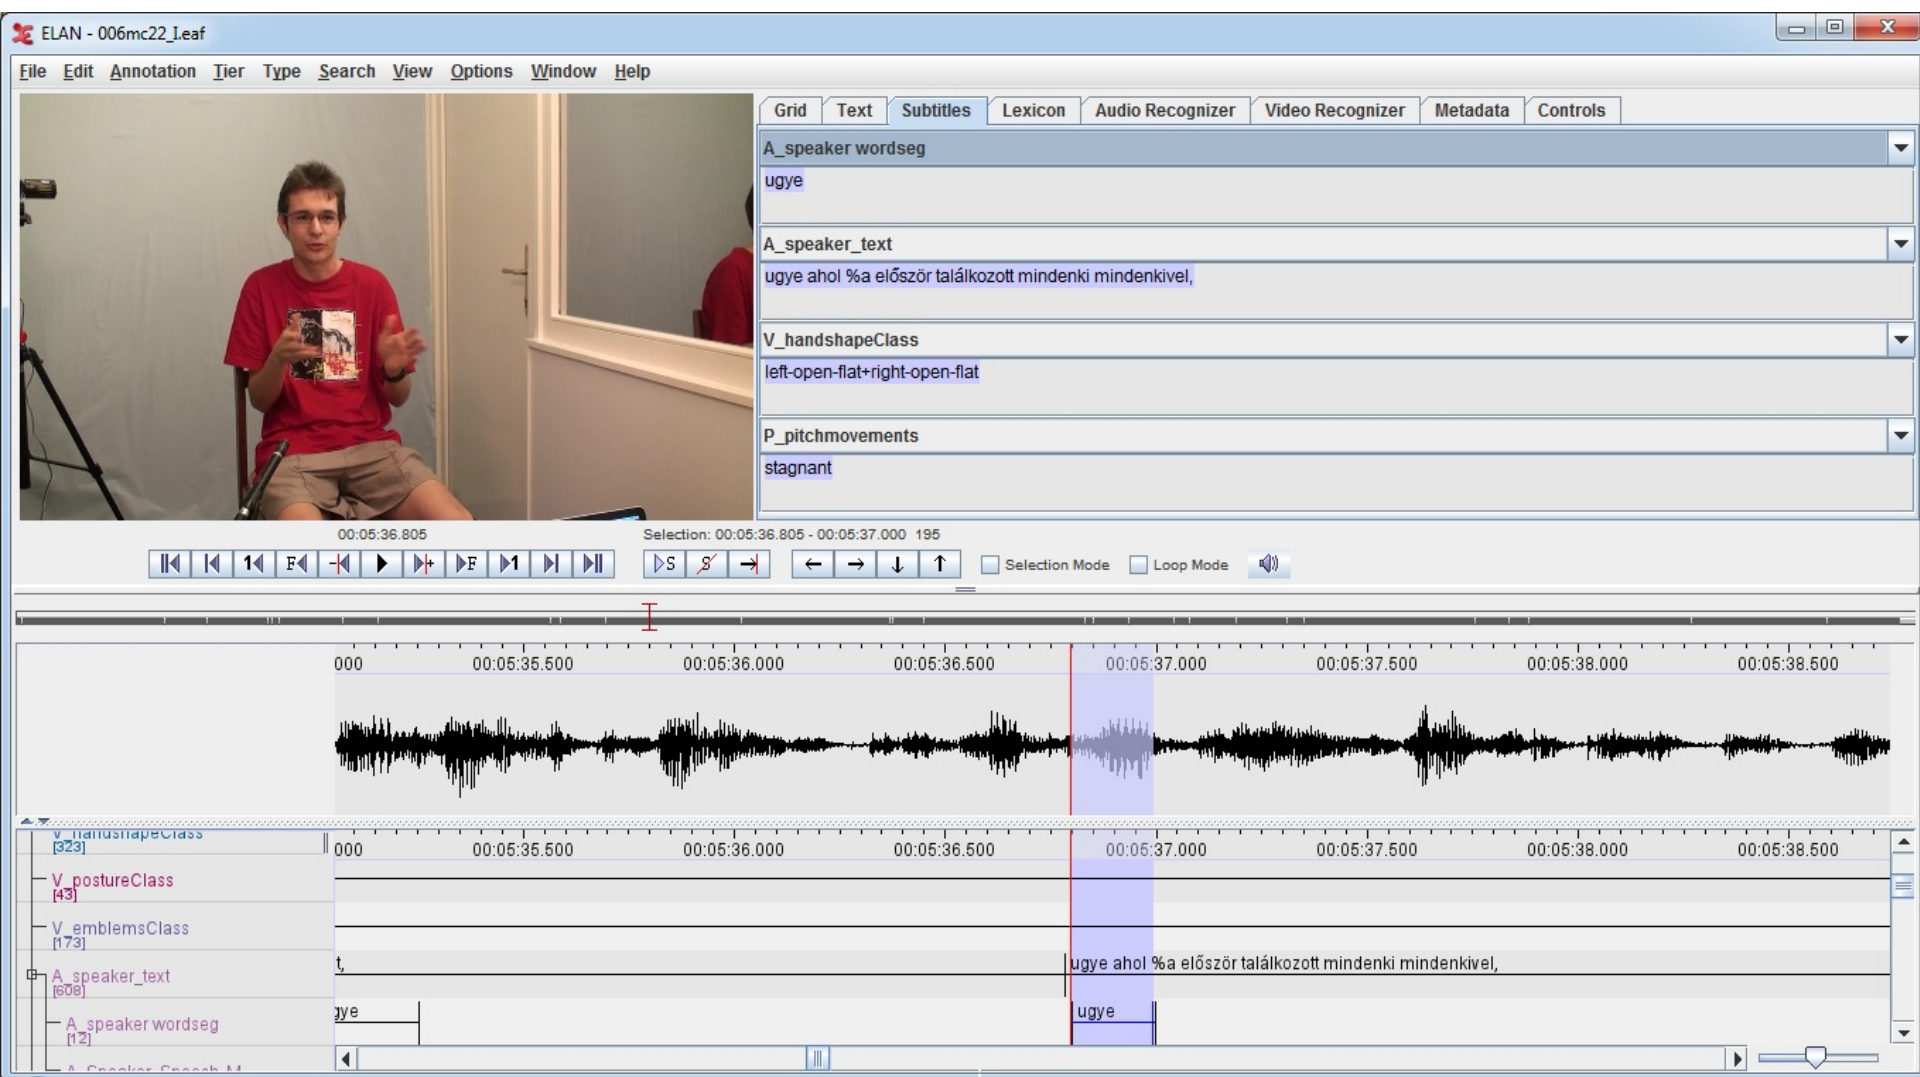 ELAN - 006mc22_I.eaf
File Edit Annotation Tier Type Search View Options Window Help
Grid Text Subtitles Lexicon Audio Recognizer Video Recognizer Metadata Controls
A_speaker wordseg
ugye
A_speaker_text
ugye ahol %a először találkozott mindenki mindenkivel,
V_handshapeClass
left-open-flat+right-open-flat
P_pitchmovements
stagnant
00:05:36.805
Selection: 00:05:36.805 - 00:05:37.000 195
1 F + F 1 S S Selection Mode Loop Mode
000 00:05:35.500 00:05:36.000 00:05:36.500 00:05:37.000 00:05:37.500 00:05:38.000 00:05:38.500
V_handshapeClass
[323]
000 00:05:35.500 00:05:36.000 00:05:36.500 00:05:37.000 00:05:37.500 00:05:38.000 00:05:38.500
V_postureClass
[43]
V_emblemsClass
[173]
A_speaker_text
[608]
t,
ugye ahol %a először találkozott mindenki mindenkivel,
A_speaker wordseg
[12]
gye
ugye